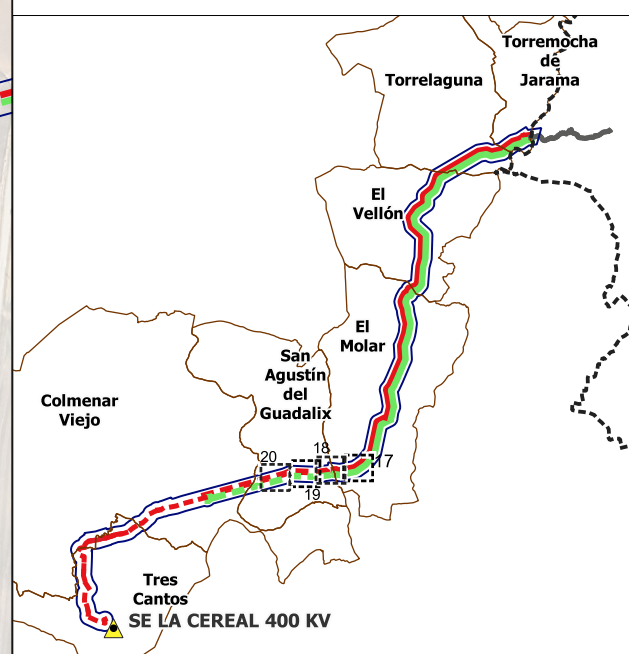 Torremocha
de
Jarama
Torrelaguna
El
Vellón
El
Molar
San
Agustín
del
Guadalix
Colmenar
Viejo
18
20
17
19
Tres
Cantos
SE LA CEREAL 400 KV